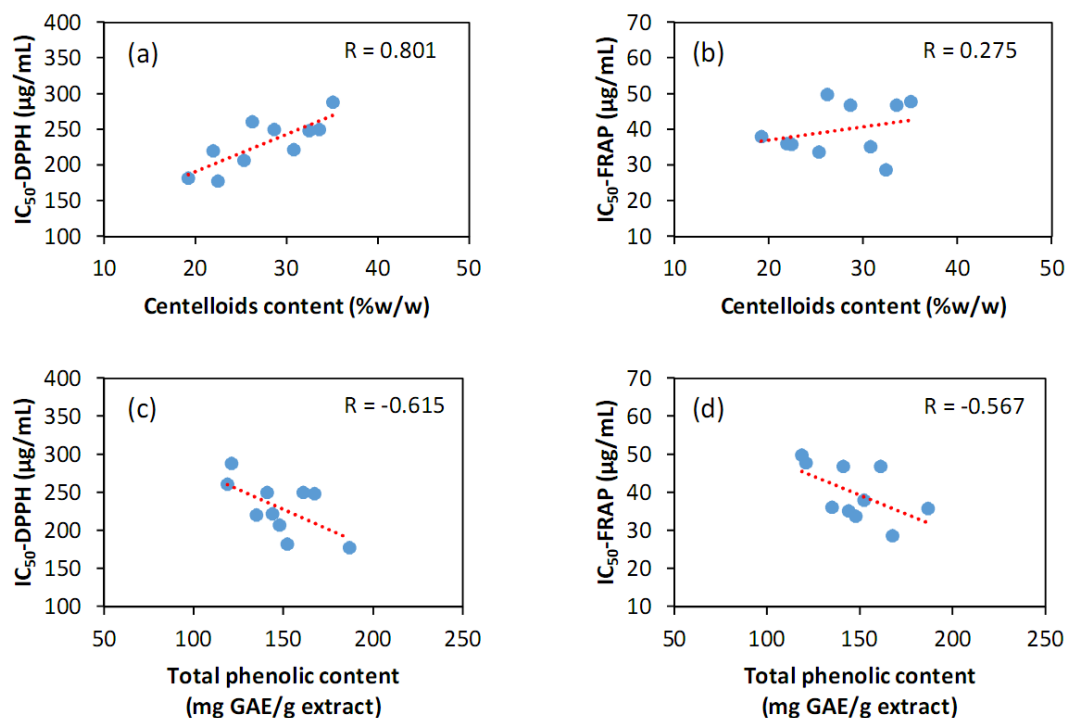 (a)
R = 0.801
IC₅₀-DPPH (µg/mL)
400
350
300
250
200
150
100
10
20
30
40
50
Centelloids content (%w/w)
(b)
R = 0.275
IC₅₀-FRAP (µg/mL)
70
60
50
40
30
20
10
10
20
30
40
50
Centelloids content (%w/w)
(c)
R = -0.615
IC₅₀-DPPH (µg/mL)
400
350
300
250
200
150
100
50
100
150
200
250
Total phenolic content
(mg GAE/g extract)
(d)
R = -0.567
IC₅₀-FRAP (µg/mL)
70
60
50
40
30
20
10
50
100
150
200
250
Total phenolic content
(mg GAE/g extract)